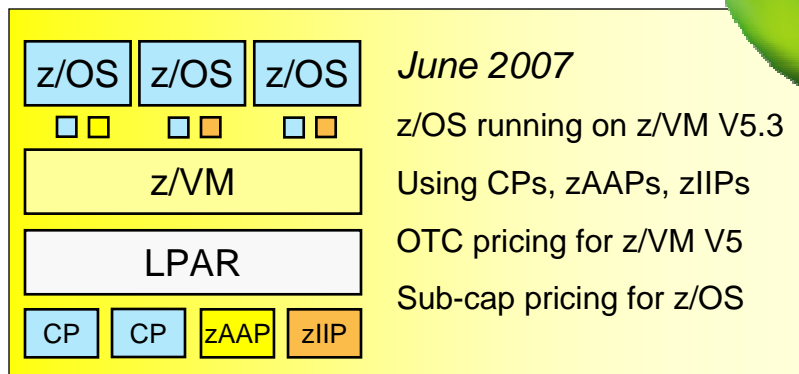 z/OS z/OS z/OS
June 2007
z/OS running on z/VM V5.3
z/VM
Using CPs, zAAPs, zIIPs
LPAR
OTC pricing for z/VM V5
Sub-cap pricing for z/OS
CP CP zAAP zIIP